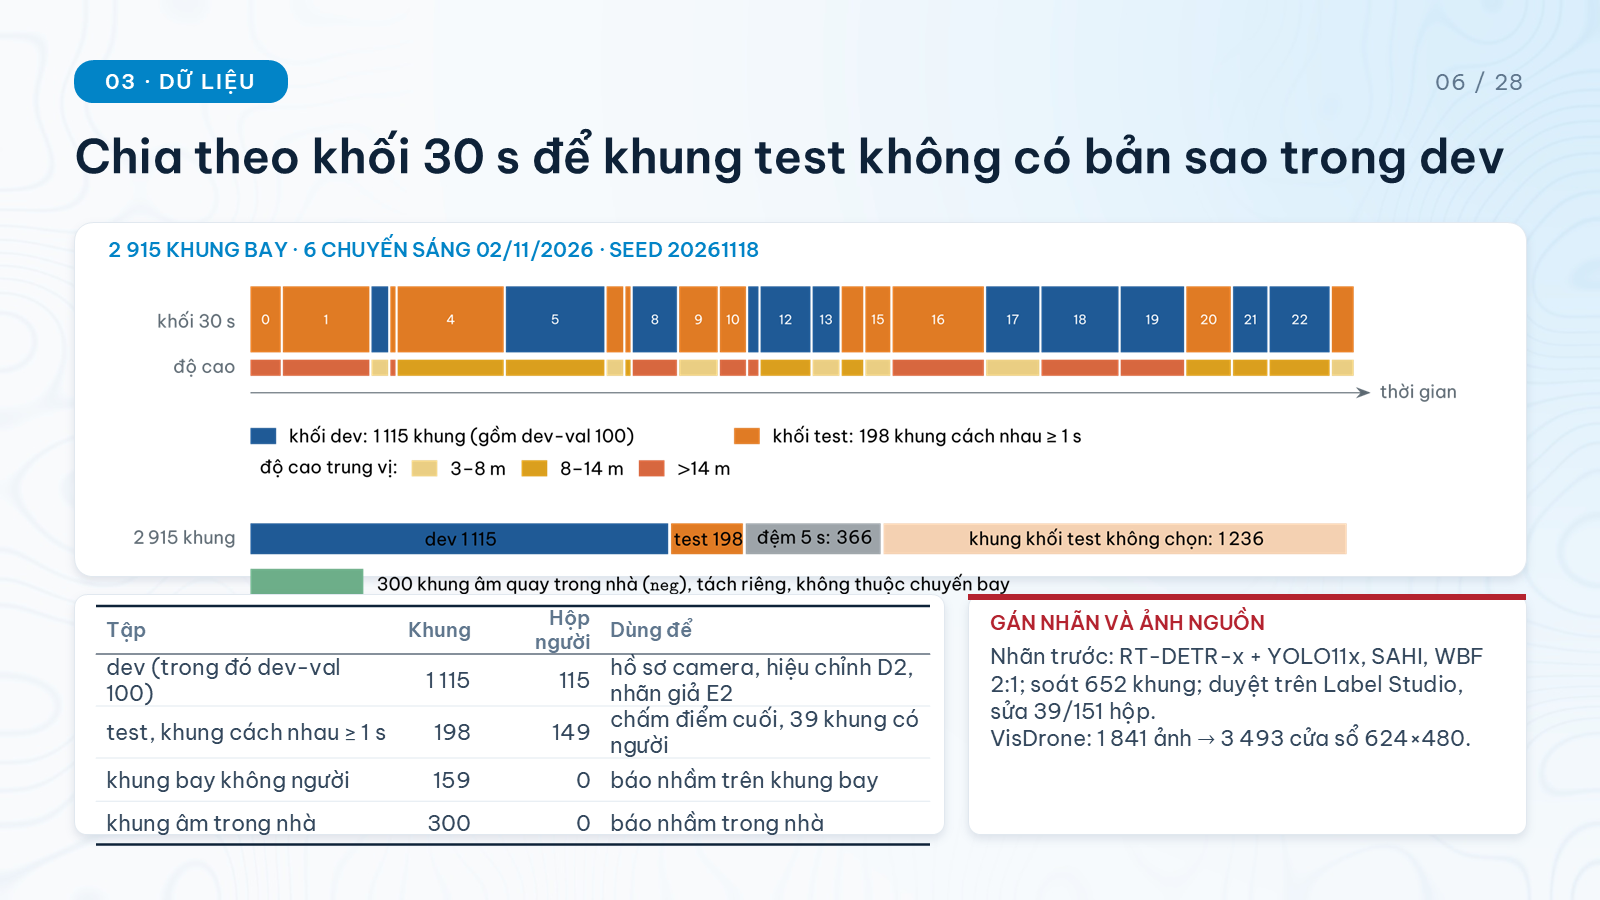 03 · DỮ LIỆU
06 / 28
Chia theo khối 30 s để khung test không có bản sao trong dev
2 915 KHUNG BAY · 6 CHUYẾN SÁNG 02/11/2026 · SEED 20261118
khối 30 s
0 1 4 5 8 9 10 12 13 15 16 17 18 19 20 21 22
độ cao
thời gian
khối dev: 1 115 khung (gồm dev-val 100)
khối test: 198 khung cách nhau ≥ 1 s
độ cao trung vị: 3–8 m 8–14 m >14 m
2 915 khung
dev 1 115
test 198
đệm 5 s: 366
khung khối test không chọn: 1 236
300 khung âm quay trong nhà (neg), tách riêng, không thuộc chuyến bay
Tập Khung Hộp người Dùng để
dev (trong đó dev-val 100) 1 115 115 hồ sơ camera, hiệu chỉnh D2, nhãn giả E2
test, khung cách nhau ≥ 1 s 198 149 chấm điểm cuối, 39 khung có người
khung bay không người 159 0 báo nhầm trên khung bay
khung âm trong nhà 300 0 báo nhầm trong nhà
GÁN NHÃN VÀ ẢNH NGUỒN
Nhãn trước: RT-DETR-x + YOLO11x, SAHI, WBF
2:1; soát 652 khung; duyệt trên Label Studio,
sửa 39/151 hộp.
VisDrone: 1 841 ảnh → 3 493 cửa sổ 624×480.